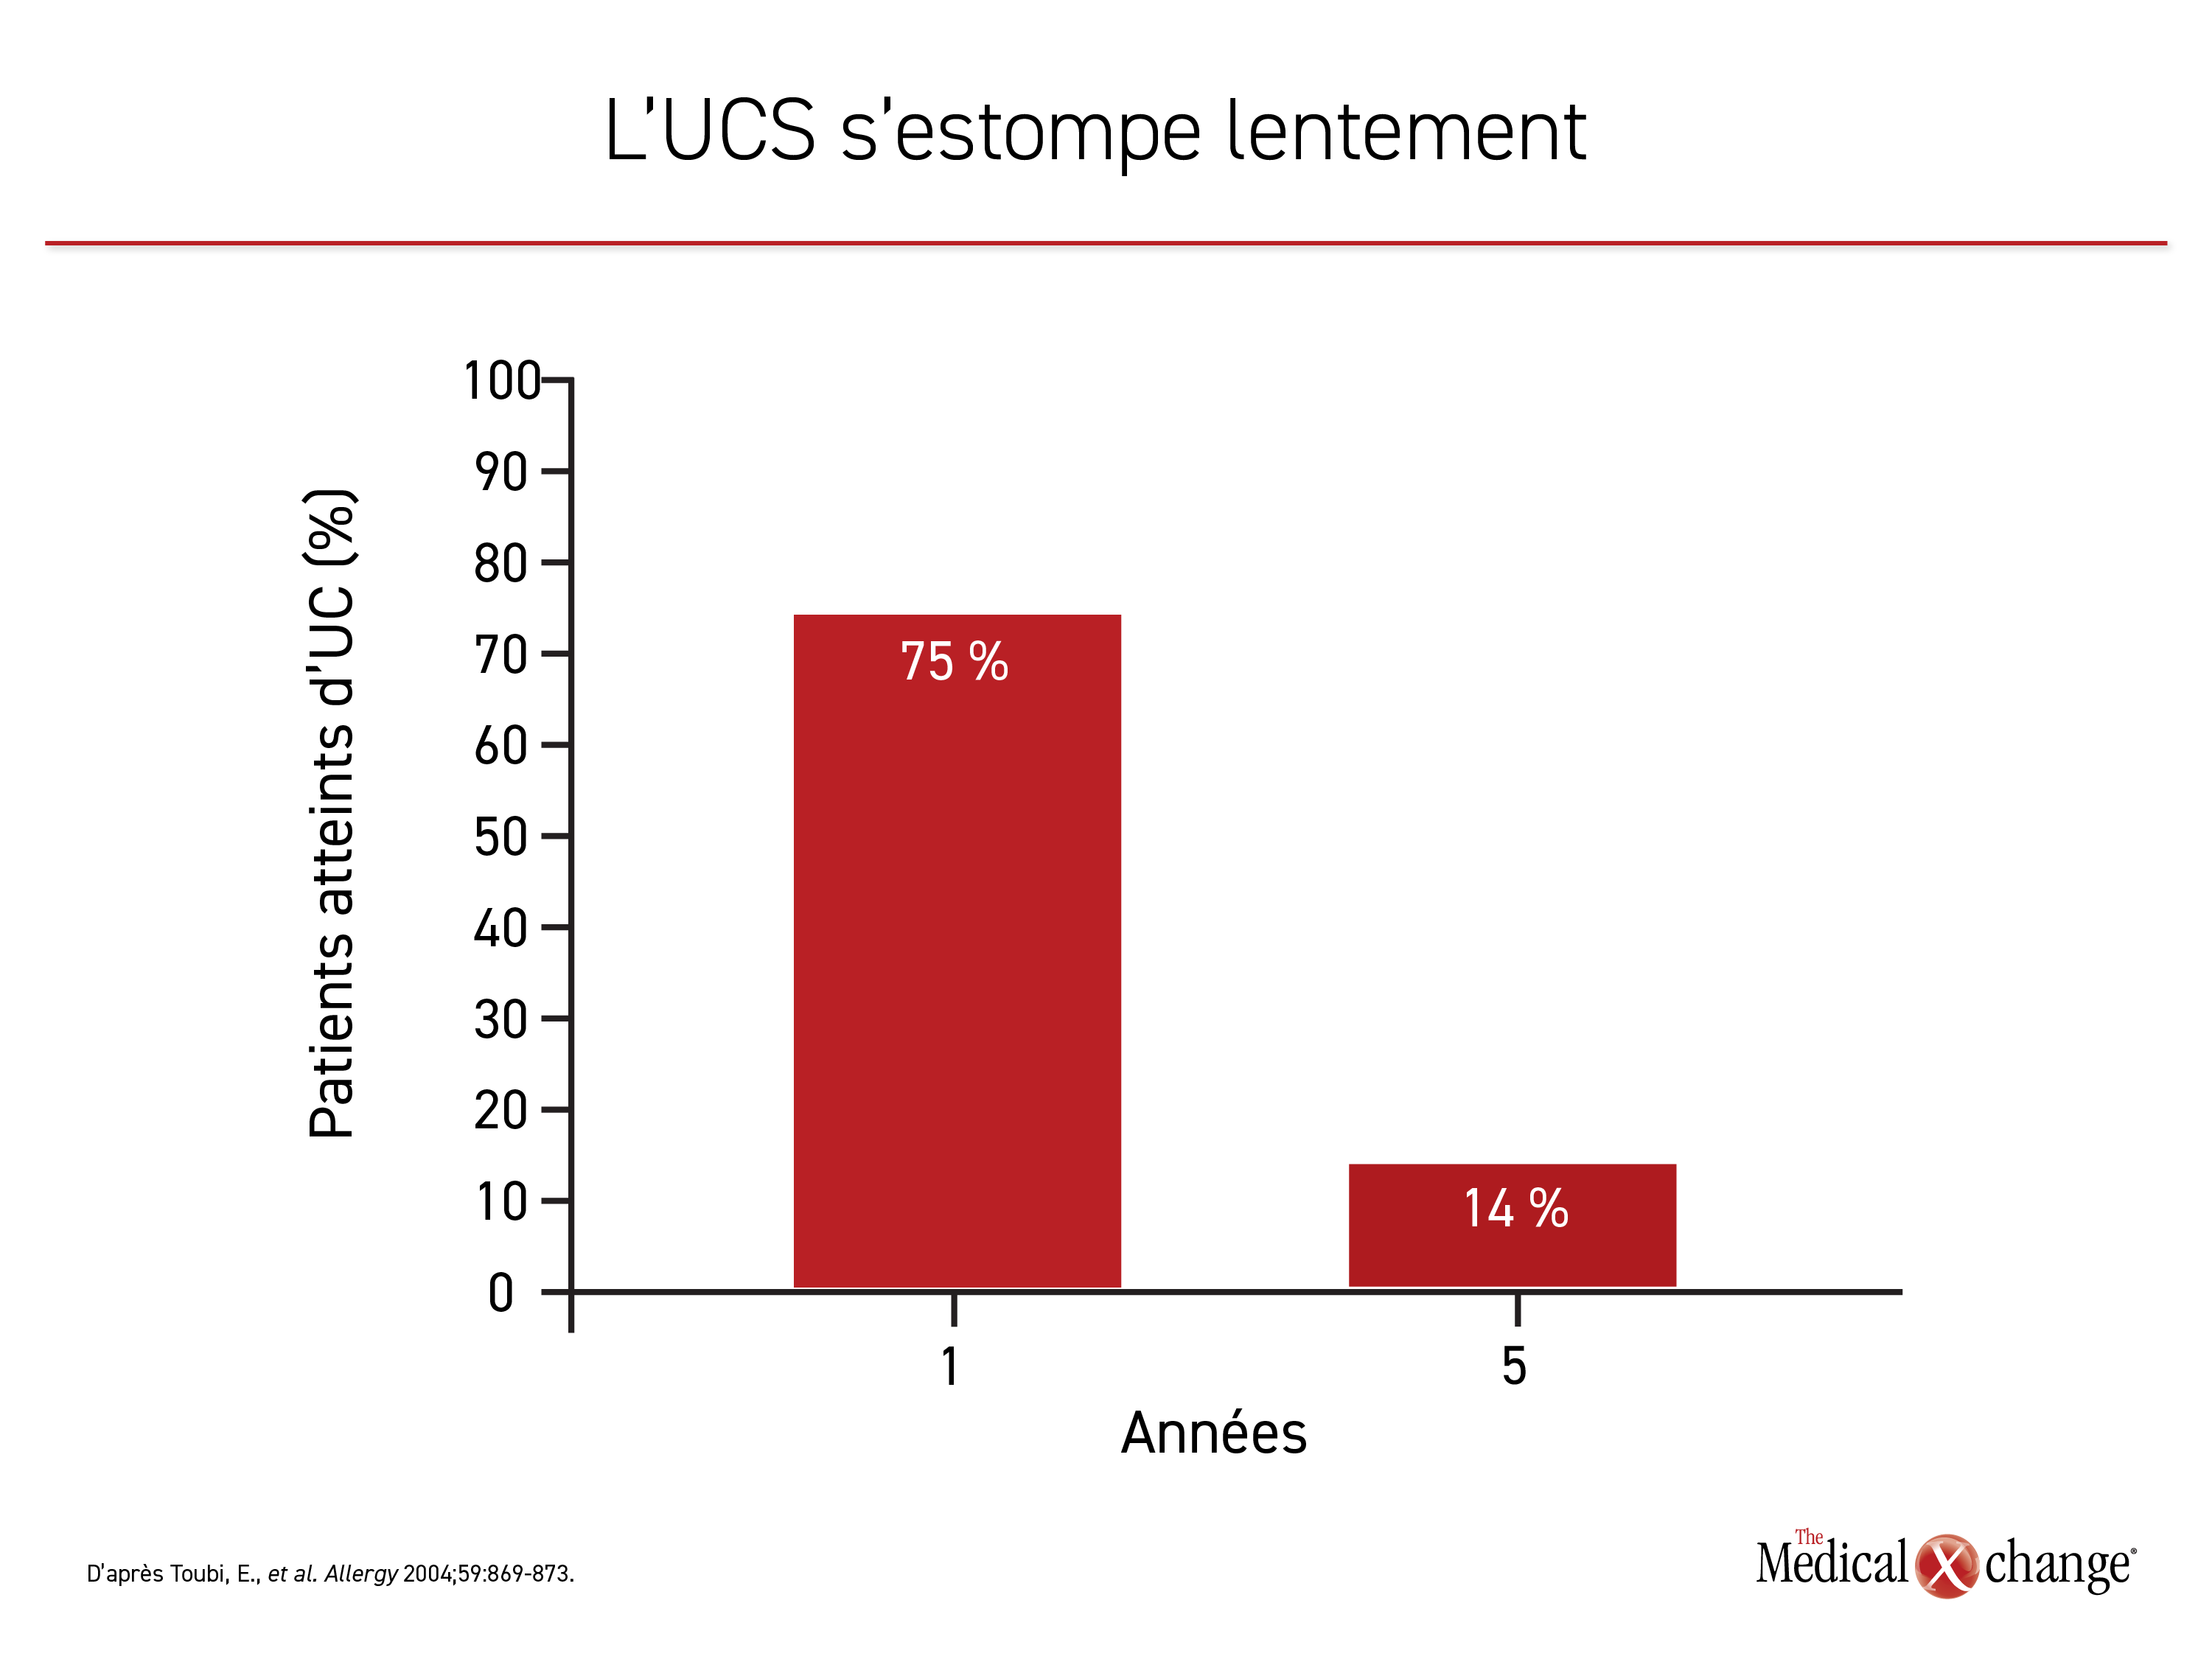 L'UCS s'estompe lentement
Patients atteints d'UC (%)
100
90
80
70
60
50
40
30
20
10
0
75 %
14 %
1
5
Années
D'après Toubi, E., et al. Allergy 2004;59:869-873.
The
Medical Xchange®